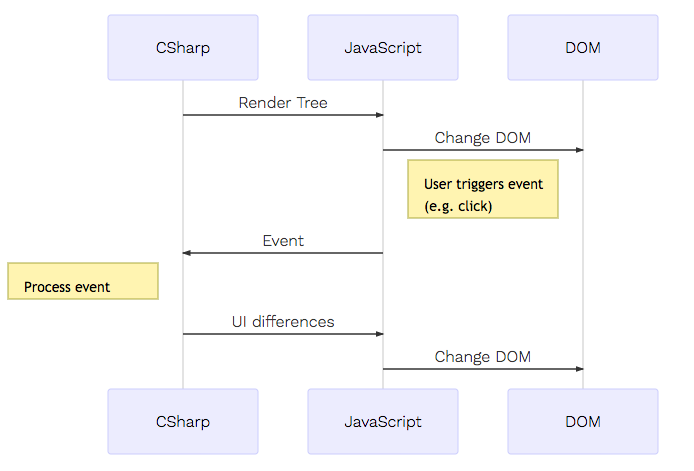 CSharp
JavaScript
DOM
Render Tree
Change DOM
User triggers event
(e.g. click)
Event
Process event
UI differences
Change DOM
CSharp
JavaScript
DOM